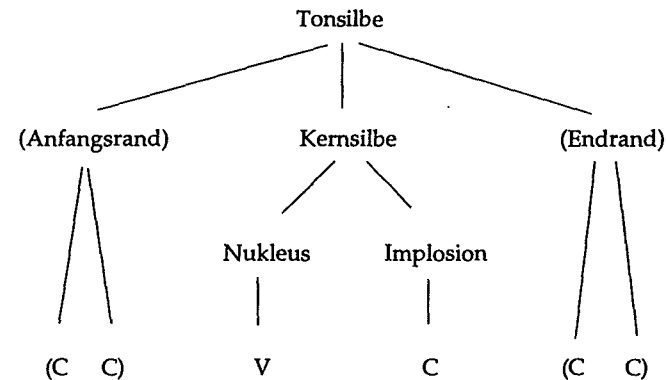 Tonsilbe
(Anfangsrand) Kernsilbe (Endrand)
Nukleus Implosion
(C C) V C (C C)